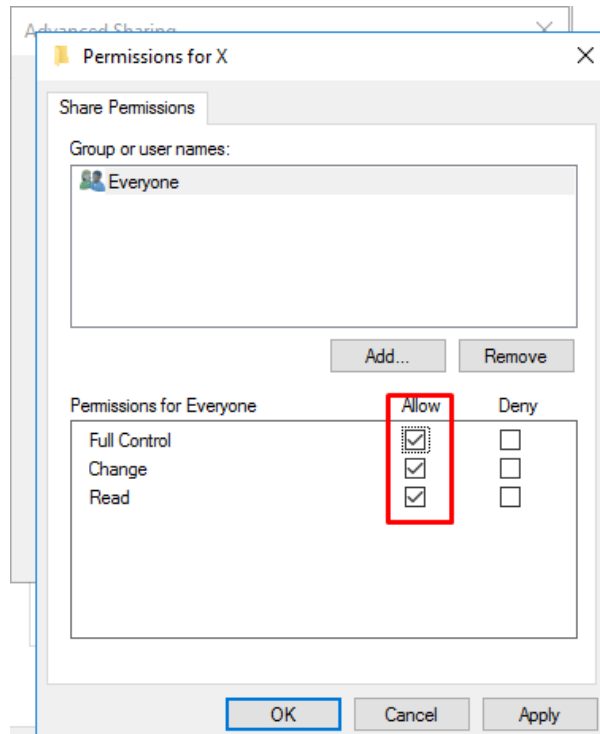 Advanced Sharing
Permissions for X
Share Permissions
Group or user names:
Everyone
Add...
Remove
Permissions for Everyone
Allow
Deny
Full Control
Change
Read
OK
Cancel
Apply